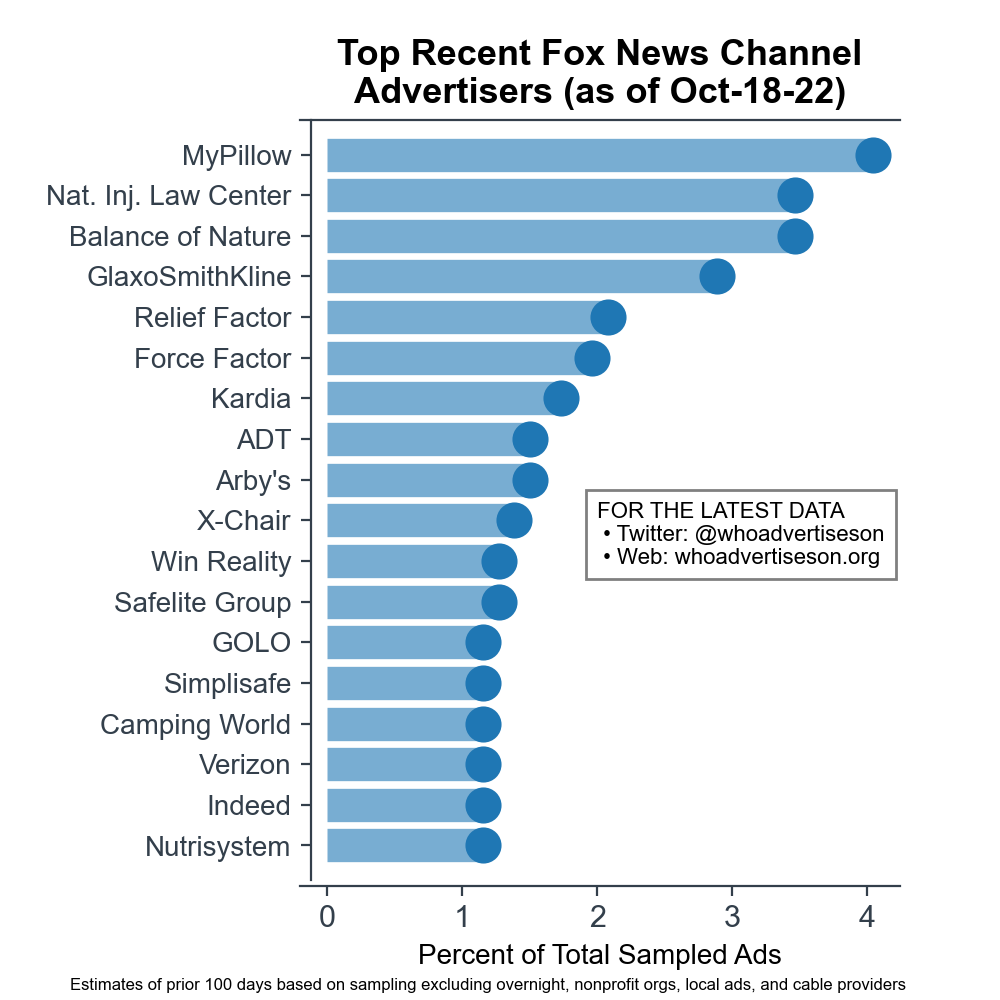 Top Recent Fox News Channel
Advertisers (as of Oct-18-22)
MyPillow
Nat. Inj. Law Center
Balance of Nature
GlaxoSmithKline
Relief Factor
Force Factor
Kardia
ADT
Arby's
X-Chair
Win Reality
Safelite Group
GOLO
Simplisafe
Camping World
Verizon
Indeed
Nutrisystem
FOR THE LATEST DATA
• Twitter: @whoadvertiseson
• Web: whoadvertiseson.org
0 1 2 3 4
Percent of Total Sampled Ads
Estimates of prior 100 days based on sampling excluding overnight, nonprofit orgs, local ads, and cable providers